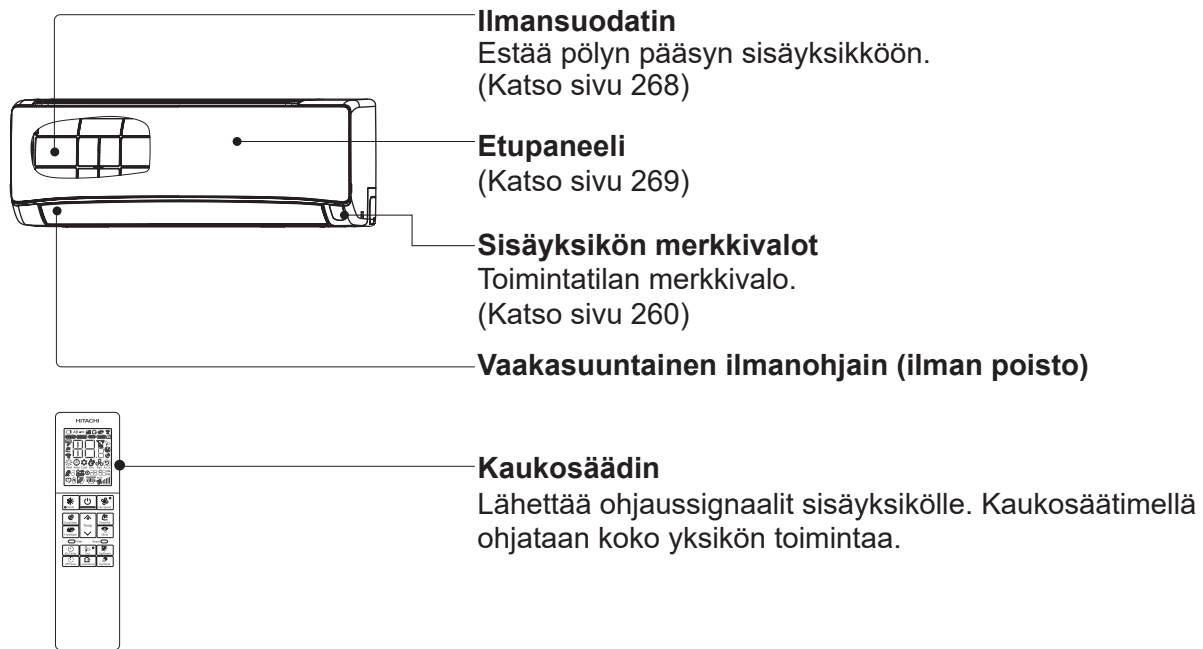 Ilmansuodatin
Estää pölyn pääsyn sisäyksikköön.
(Katso sivu 268)
Etupaneeli
(Katso sivu 269)
Sisäyksikön merkkivalot
Toimintatilan merkkivalo.
(Katso sivu 260)
Vaakasuuntainen ilmanohjain (ilman poisto)
HITACHI
Kaukosäädin
Lähettää ohjaussignaalit sisäyksikölle. Kaukosäätimellä
ohjataan koko yksikön toimintaa.